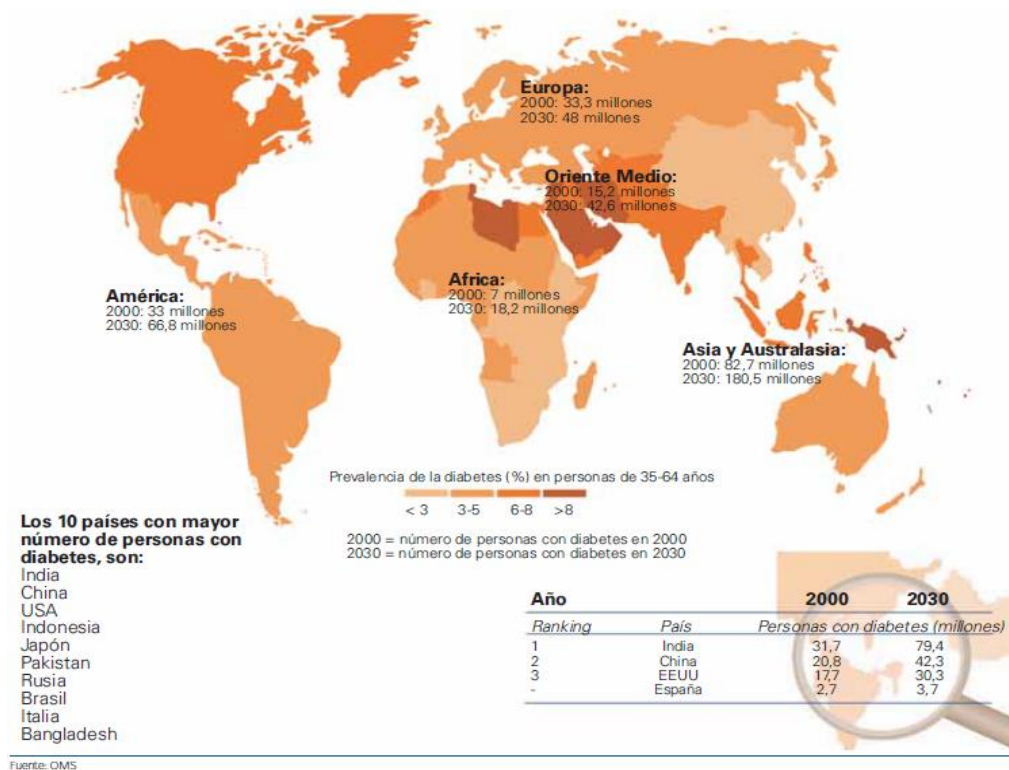 Europa:
2000: 33,3 millones
2030: 48 millones
Oriente Medio:
2000: 15,2 millones
2030: 42,6 millones
Africa:
2000: 7 millones
2030: 18,2 millones
América:
2000: 33 millones
2030: 66,8 millones
Asia y Australasia:
2000: 82,7 millones
2030: 180,5 millones
Prevalencia de la diabetes (%) en personas de 35-64 años
< 3 3-5 6-8 >8
2000 = número de personas con diabetes en 2000
2030 = número de personas con diabetes en 2030
Los 10 países con mayor
número de personas con
diabetes, son:
India
China
USA
Indonesia
Japón
Pakistan
Rusia
Brasil
Italia
Bangladesh
Año 2000 2030
Ranking País Personas con diabetes (millones)
1 India 31,7 79,4
2 China 20,8 42,3
3 EEUU 17,7 30,3
- España 2,7 3,7
Fuente: OMS